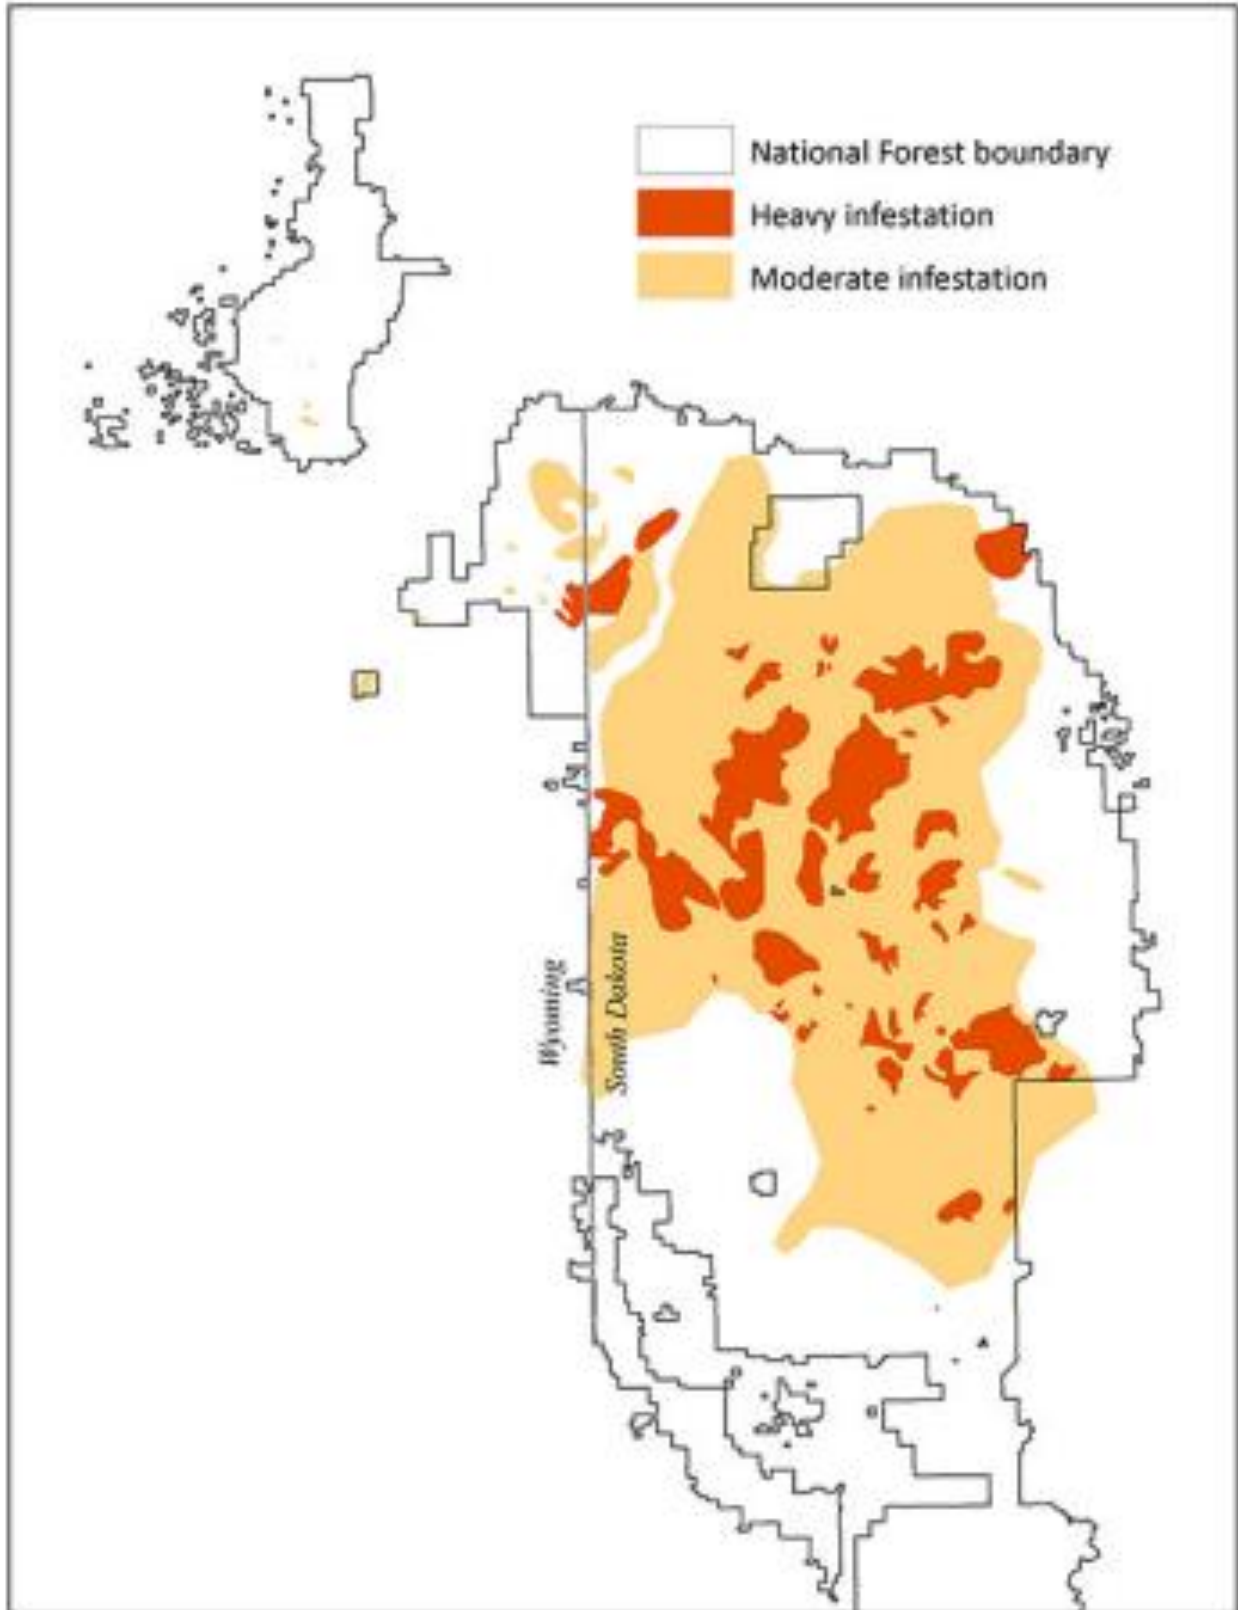 National Forest boundary
Heavy infestation
Moderate infestation
Wyoming
South Dakota